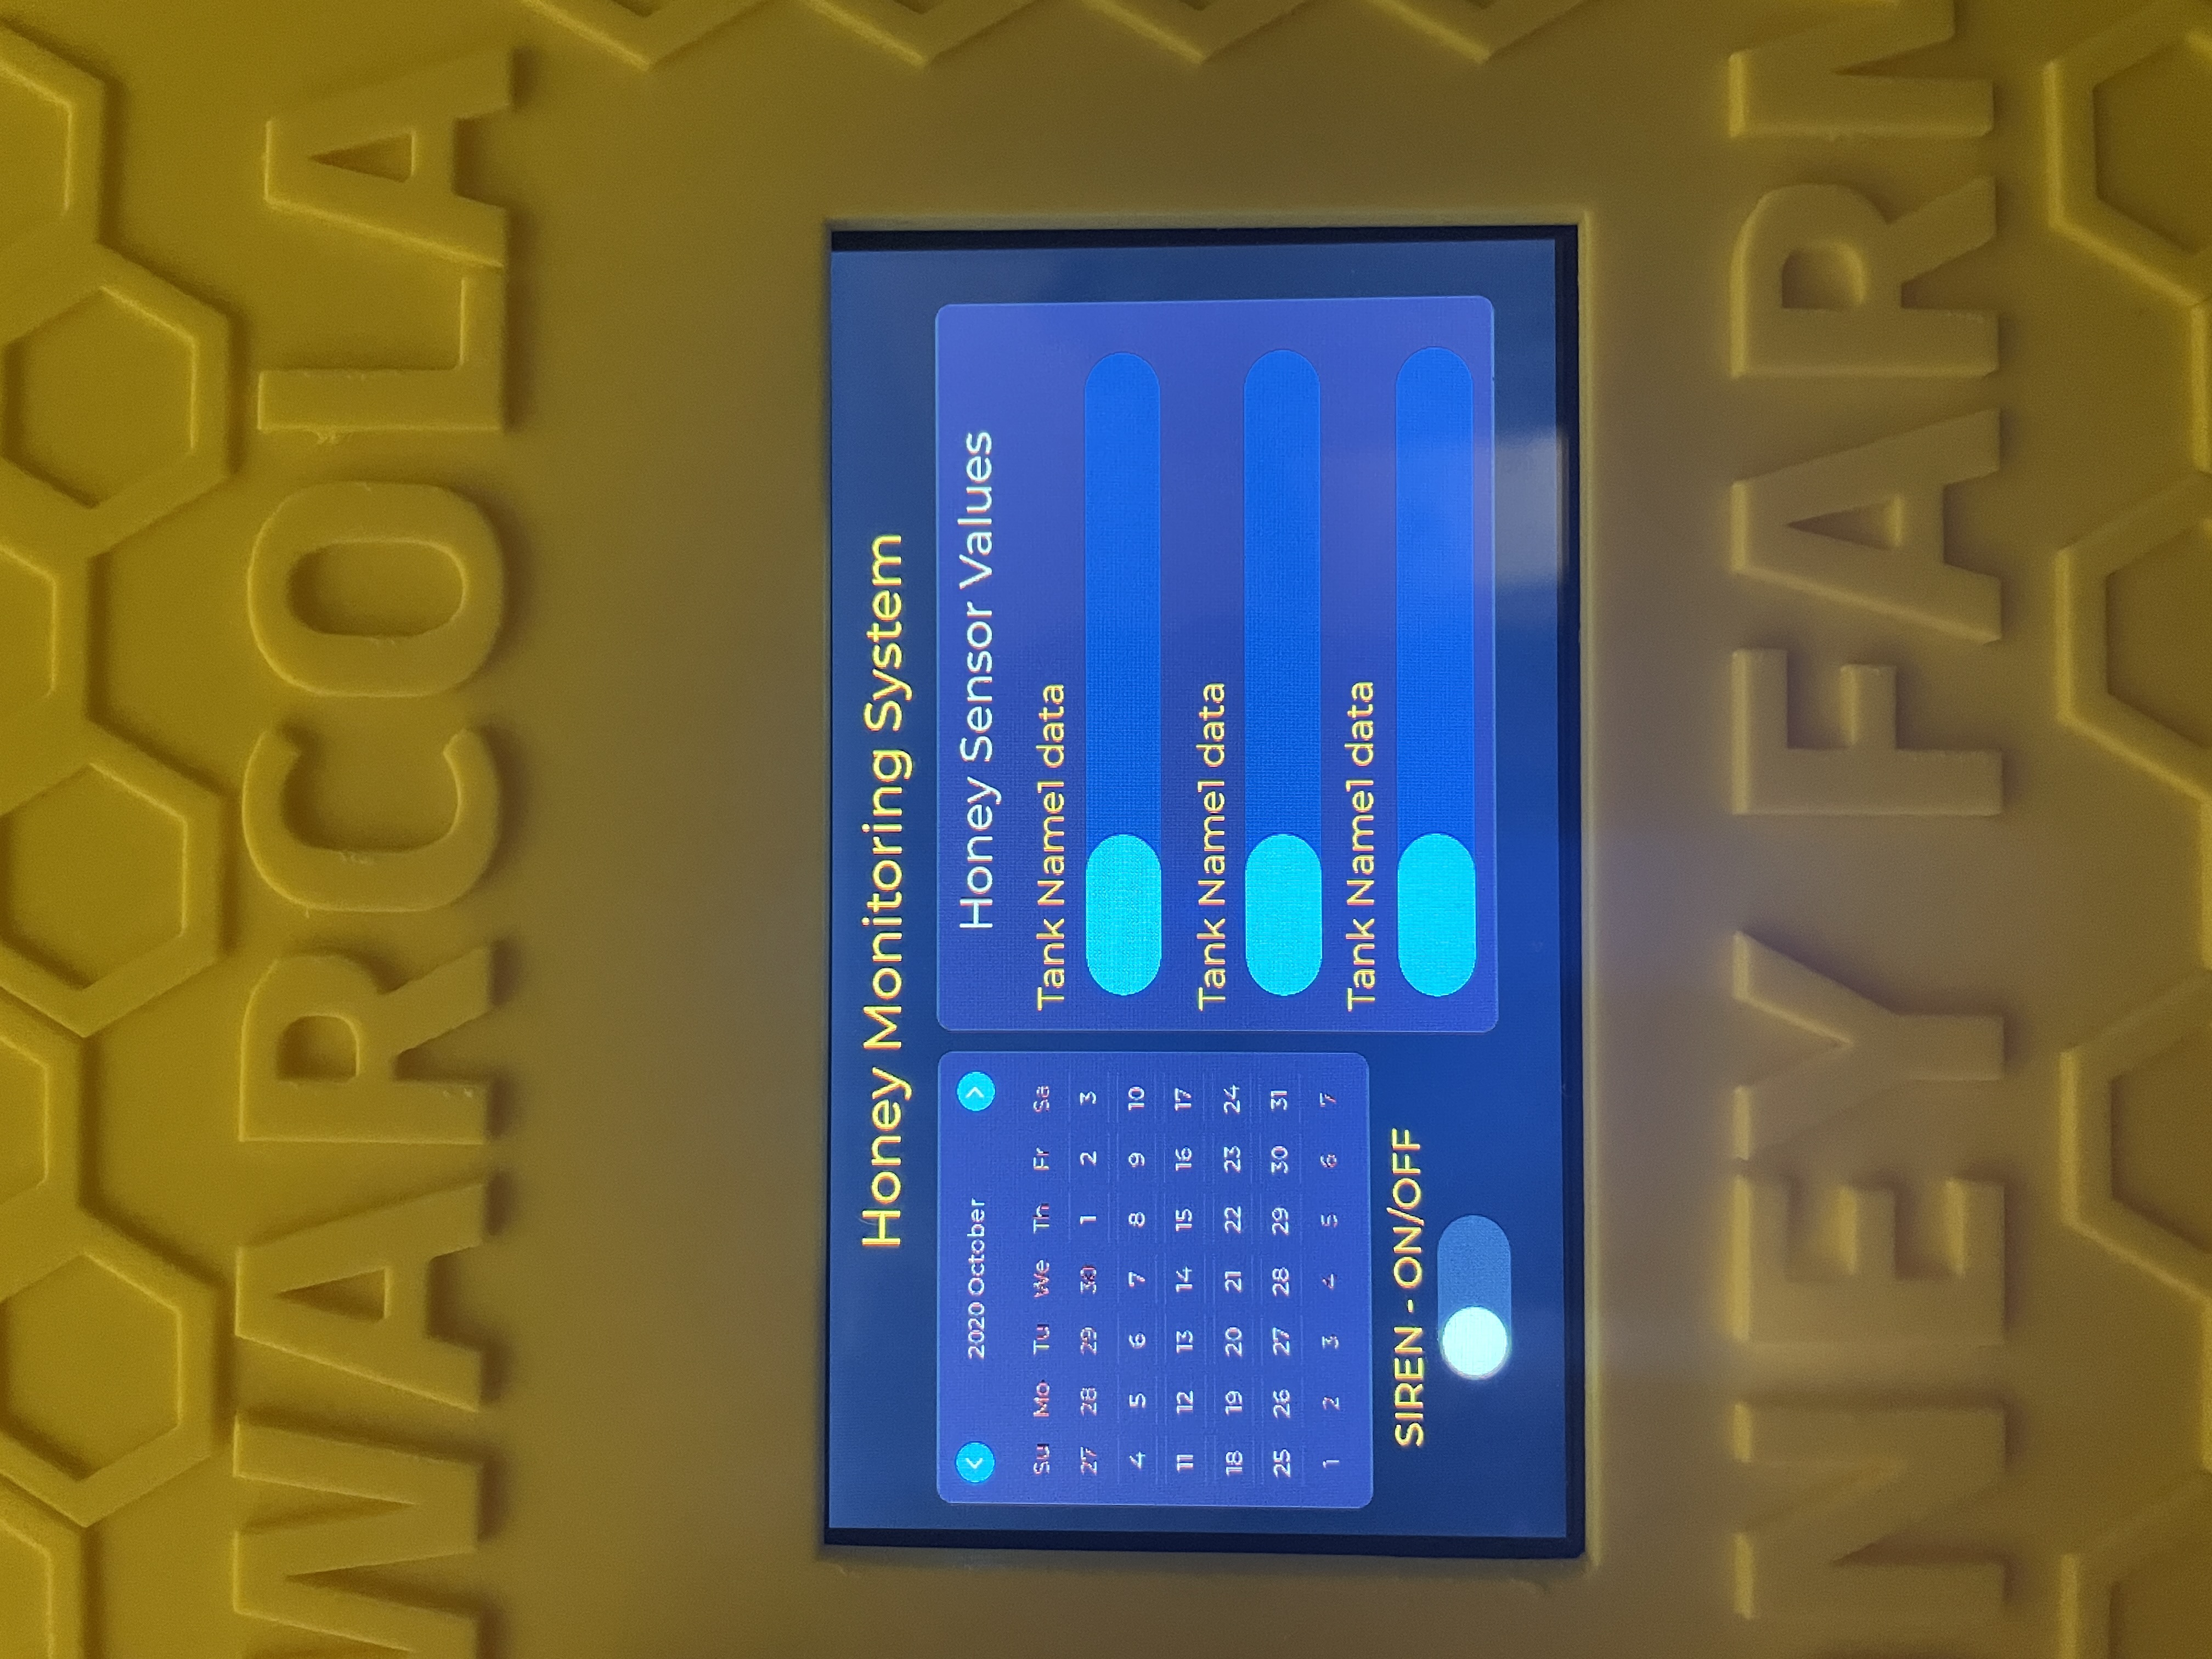 WARCOLA
Honey Monitoring System
2020 October
Su Mo Tu We Th Fr Sa
27 28 29 30 1 2 3
4 5 6 7 8 9 10
11 12 13 14 15 16 17
18 19 20 21 22 23 24
25 26 27 28 29 30 31
1 2 3 4 5 6 7
SIREN - ON/OFF
Honey Sensor Values
Tank Name1 data
Tank Name1 data
Tank Name1 data
NEY FARM